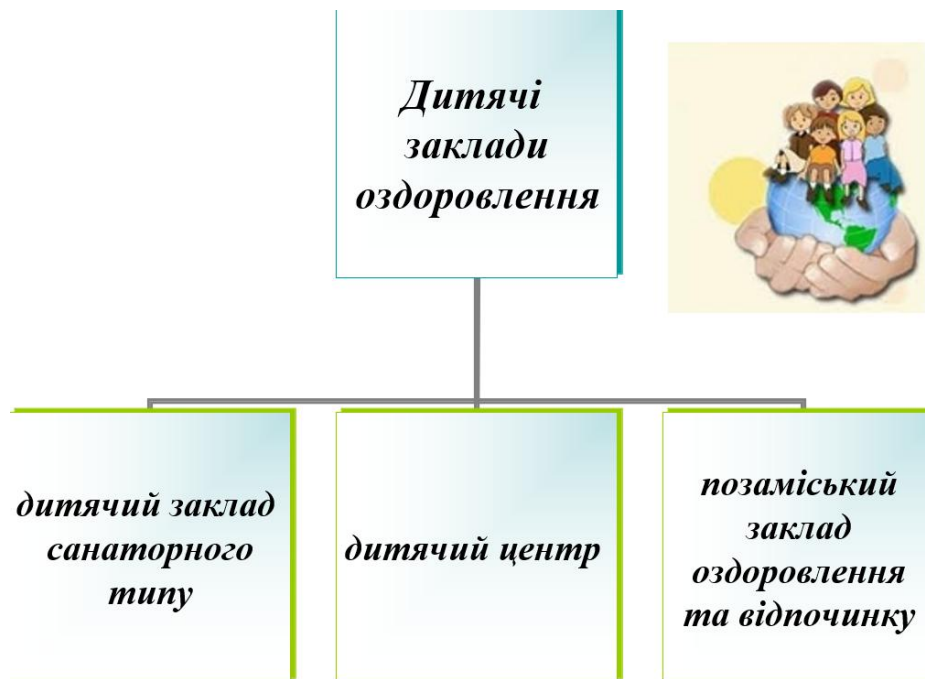 Дитячі
заклади
оздоровлення
дитячий заклад
санаторного
типу
дитячий центр
позаміський
заклад
оздоровлення
та відпочинку